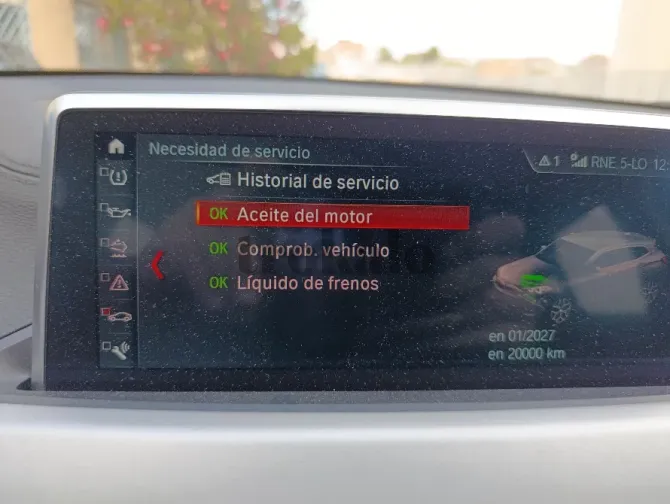 Necesidad de servicio
1 RNE 5-LO 12:
Historial de servicio
OK Aceite del motor
OK Comprob. vehículo
OK Líquido de frenos
en 01/2027
en 20000 km